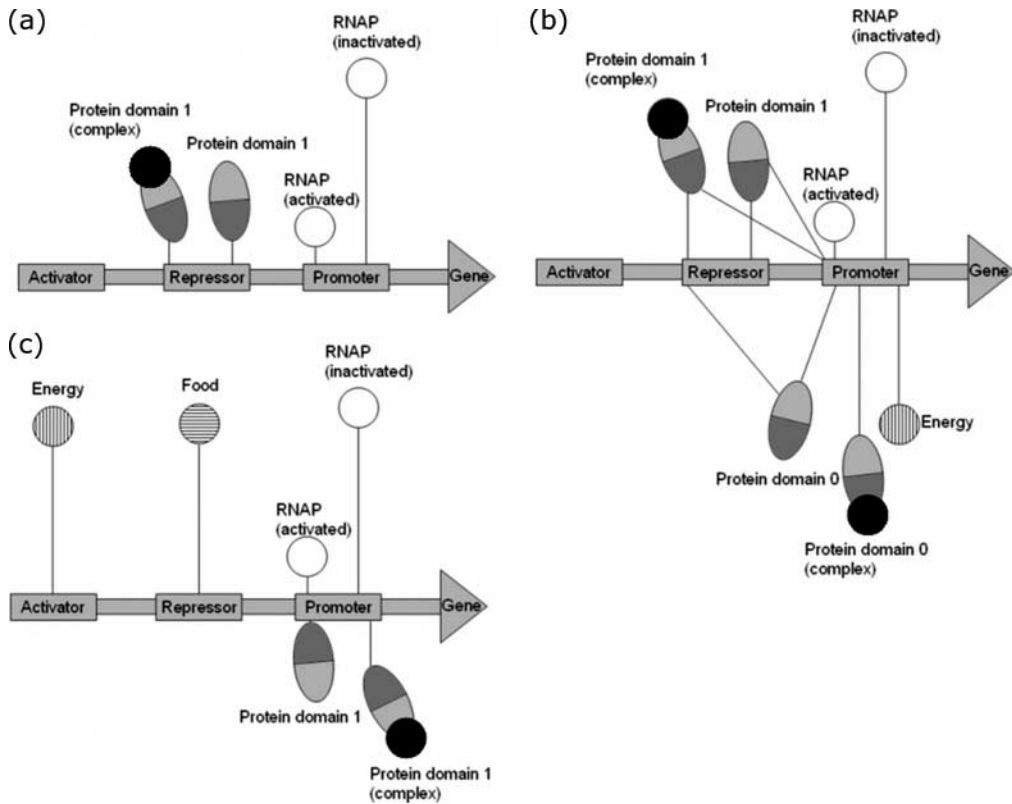 (a)
RNAP
(inactivated)
Protein domain 1
(complex)
Protein domain 1
RNAP
(activated)
Activator
Repressor
Promoter
Gene
(b)
RNAP
(inactivated)
Protein domain 1
(complex)
Protein domain 1
RNAP
(activated)
Activator
Repressor
Promoter
Gene
Energy
Protein domain 0
Protein domain 0
(complex)
(c)
RNAP
(inactivated)
Energy
Food
RNAP
(activated)
Activator
Repressor
Promoter
Gene
Protein domain 1
Protein domain 1
(complex)